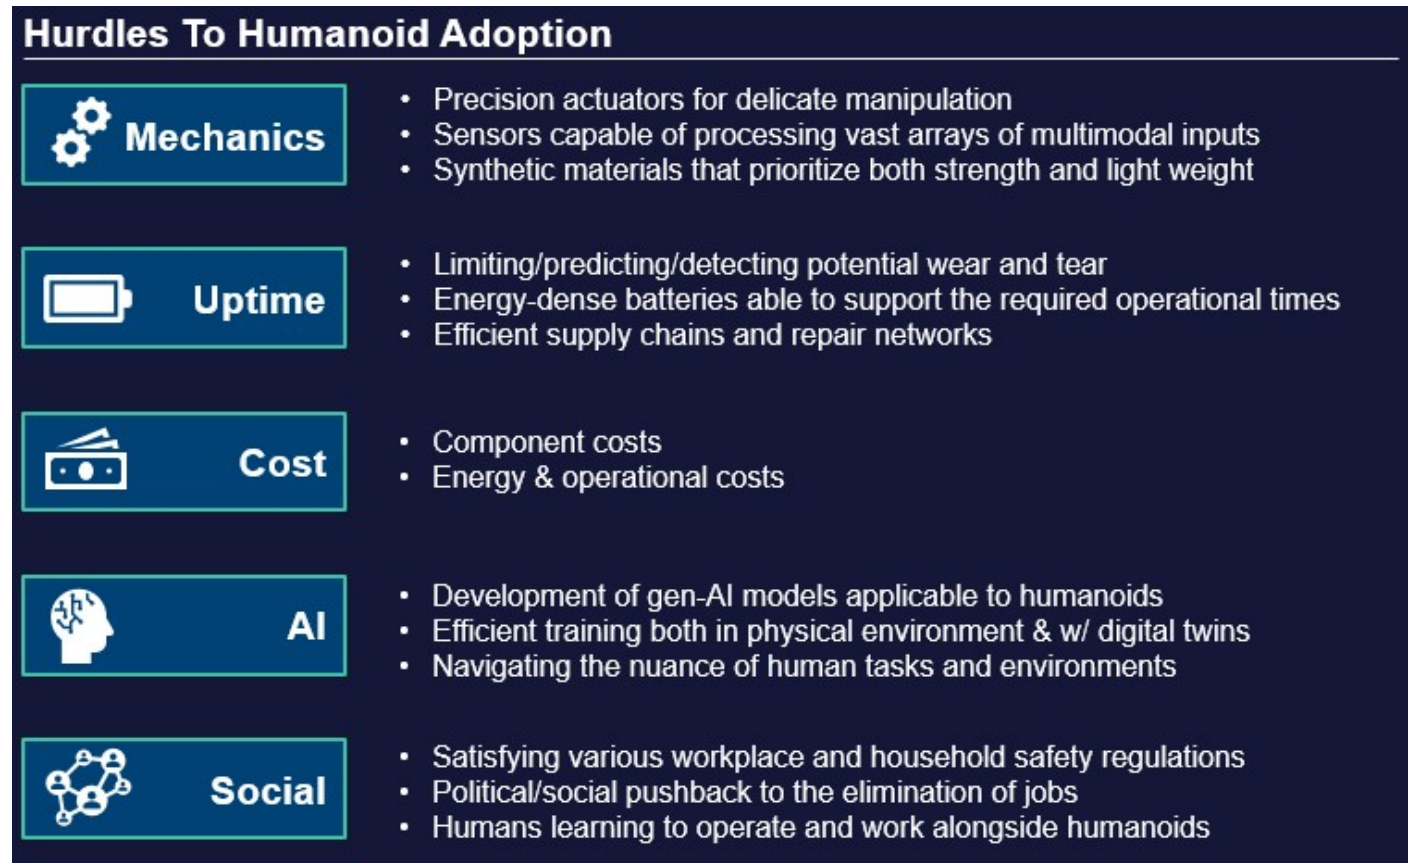 Hurdles To Humanoid Adoption
Mechanics
• Precision actuators for delicate manipulation
• Sensors capable of processing vast arrays of multimodal inputs
• Synthetic materials that prioritize both strength and light weight
Uptime
• Limiting/predicting/detecting potential wear and tear
• Energy-dense batteries able to support the required operational times
• Efficient supply chains and repair networks
Cost
• Component costs
• Energy & operational costs
AI
• Development of gen-AI models applicable to humanoids
• Efficient training both in physical environment & w/ digital twins
• Navigating the nuance of human tasks and environments
Social
• Satisfying various workplace and household safety regulations
• Political/social pushback to the elimination of jobs
• Humans learning to operate and work alongside humanoids